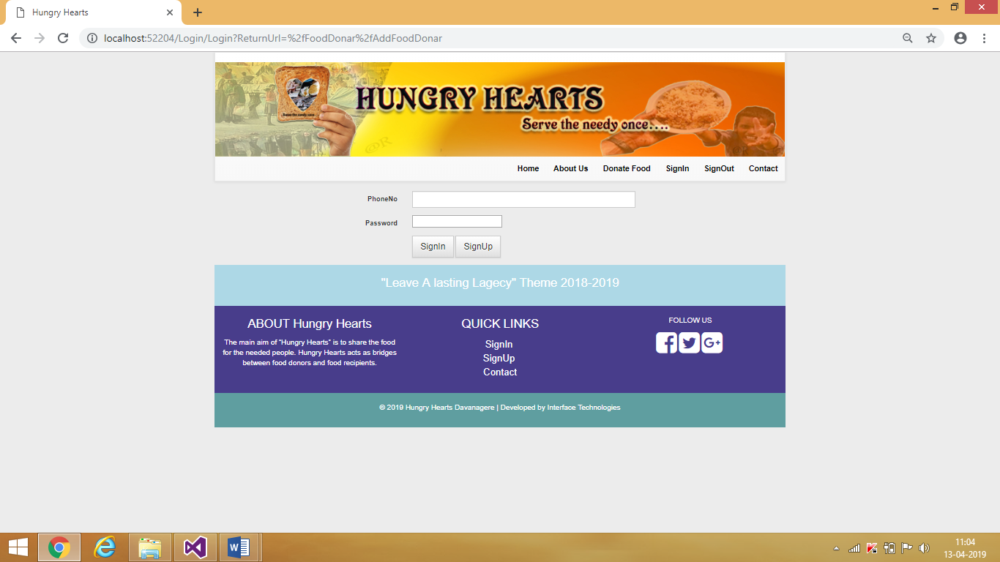 Hungry Hearts
localhost:52204/Login/Login?ReturnUrl=%2fFoodDonar%2fAddFoodDonar
HUNGRY HEARTS
Serve the needy once....
Serve the needy once
@R
Home About Us Donate Food SignIn SignOut Contact
PhoneNo
Password
SignIn SignUp
"Leave A lasting Lagecy" Theme 2018-2019
ABOUT Hungry Hearts
The main aim of "Hungry Hearts" is to share the food
for the needed people. Hungry Hearts acts as bridges
between food donors and food recipients.
QUICK LINKS
SignIn
SignUp
Contact
FOLLOW US
© 2019 Hungry Hearts Davanagere | Developed by Interface Technologies
11:04
13-04-2019